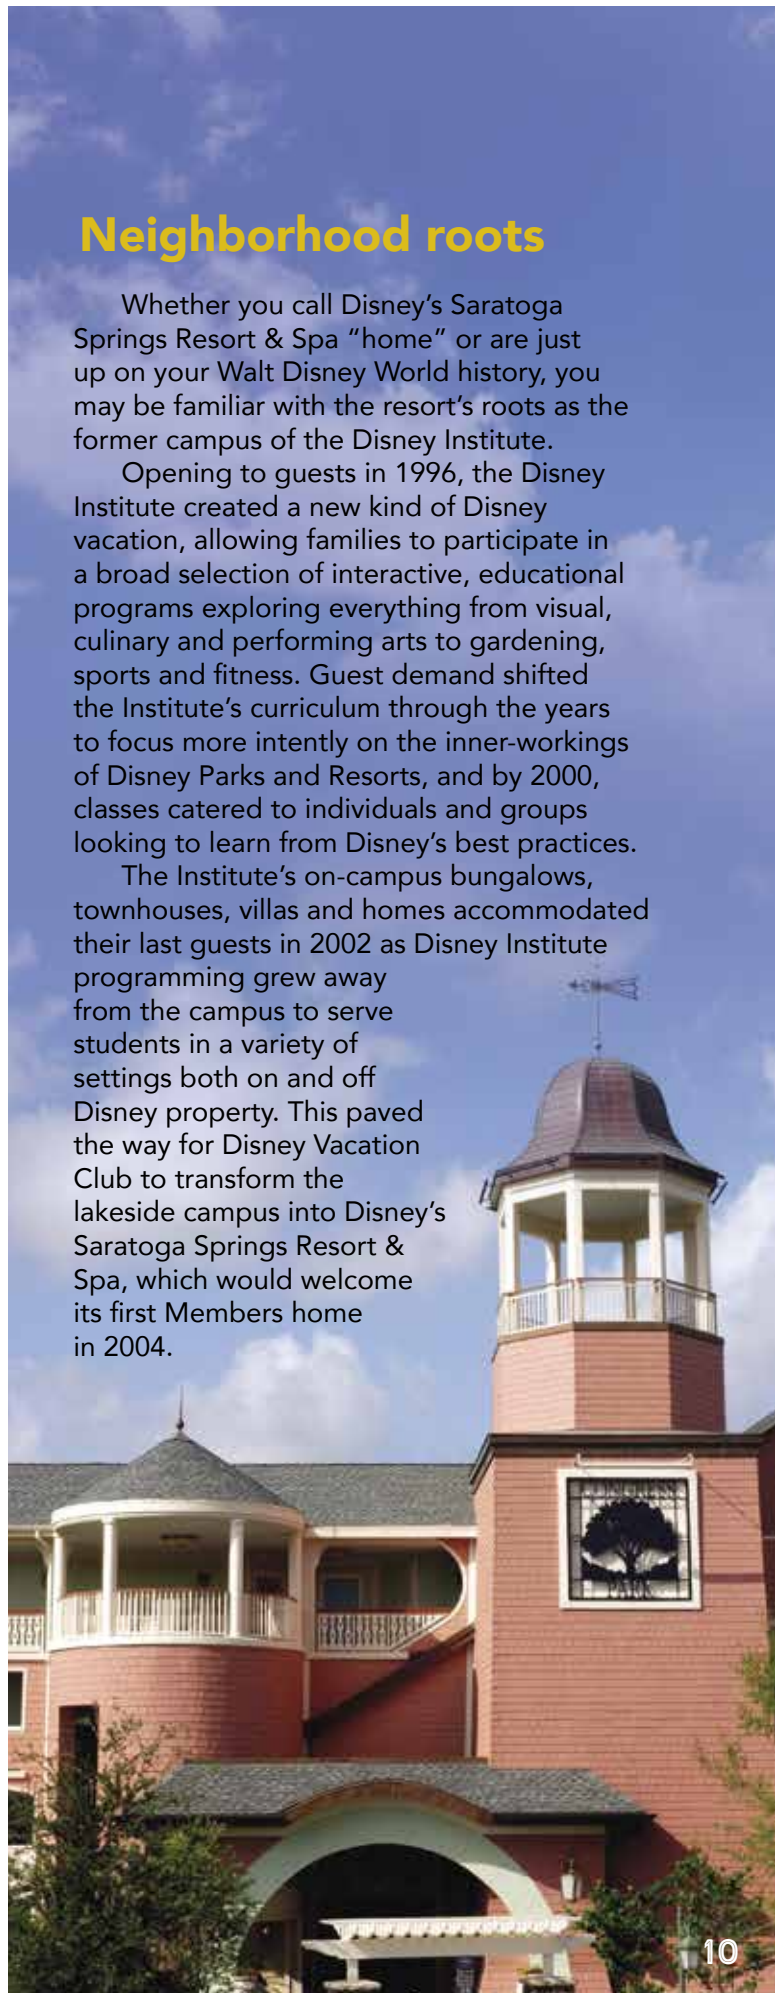 Neighborhood roots
Whether you call Disney’s Saratoga
Springs Resort & Spa “home” or are just
up on your Walt Disney World history, you
may be familiar with the resort’s roots as the
former campus of the Disney Institute.
Opening to guests in 1996, the Disney
Institute created a new kind of Disney
vacation, allowing families to participate in
a broad selection of interactive, educational
programs exploring everything from visual,
culinary and performing arts to gardening,
sports and fitness. Guest demand shifted
the Institute’s curriculum through the years
to focus more intently on the inner-workings
of Disney Parks and Resorts, and by 2000,
classes catered to individuals and groups
looking to learn from Disney’s best practices.
The Institute’s on-campus bungalows,
townhouses, villas and homes accommodated
their last guests in 2002 as Disney Institute
programming grew away
from the campus to serve
students in a variety of
settings both on and off
Disney property. This paved
the way for Disney Vacation
Club to transform the
lakeside campus into Disney’s
Saratoga Springs Resort &
Spa, which would welcome
its first Members home
in 2004.
CONGRESS
PARK
10